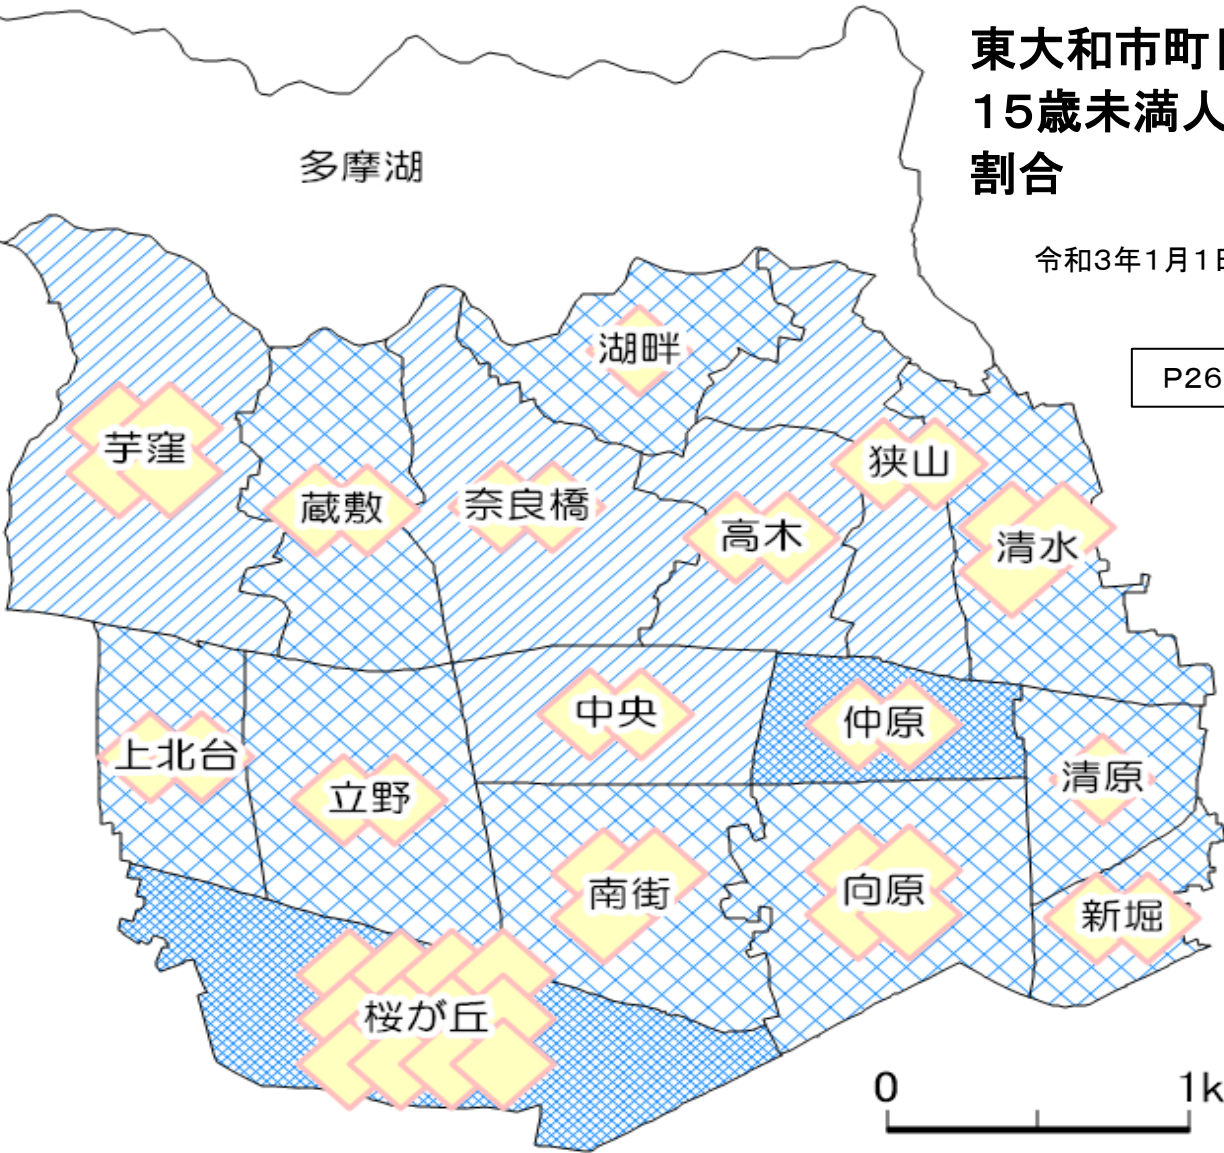 東大和市町
15歳未満人
割合
多摩湖
令和3年1月1日
湖畔
P26
芋窪
蔵敷
奈良橋
狭山
高木
清水
中央
仲原
上北台
立野
清原
南街
向原
新堀
桜が丘
0
1k